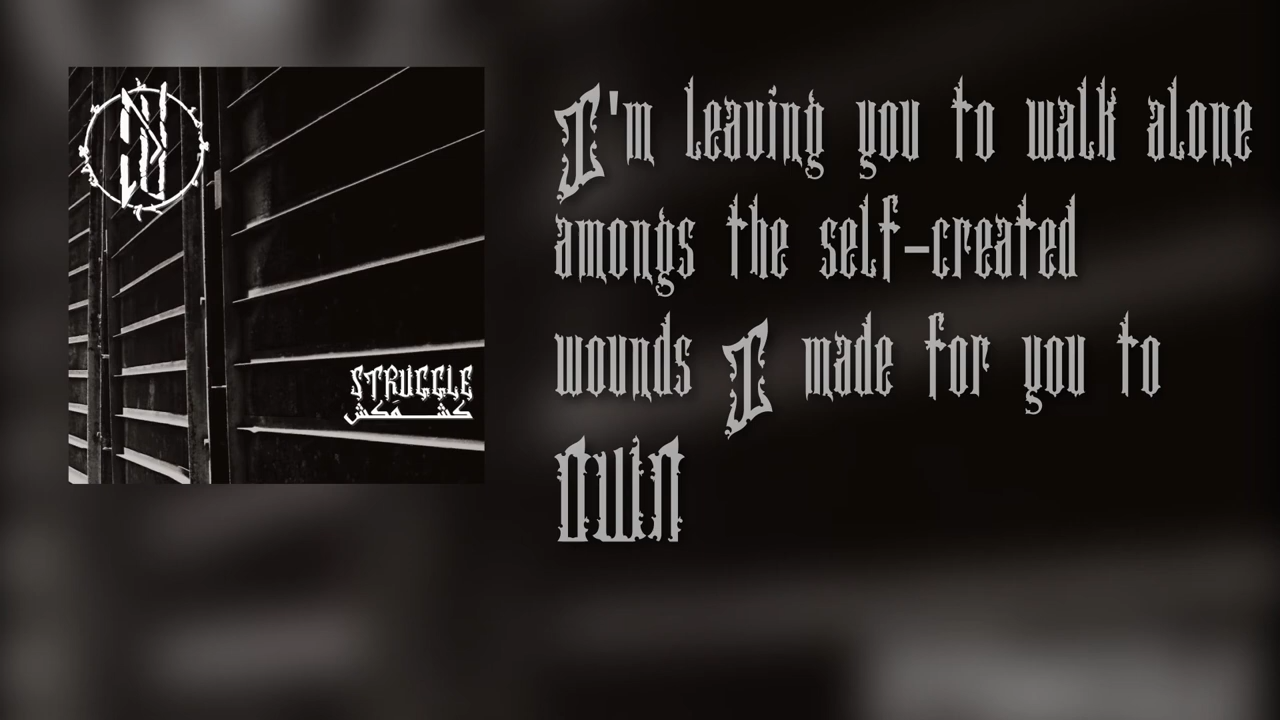 STRUGGLE
کشمکش
I'm leaving you to walk alone
amongs the self-created
wounds I made for you to
OWN